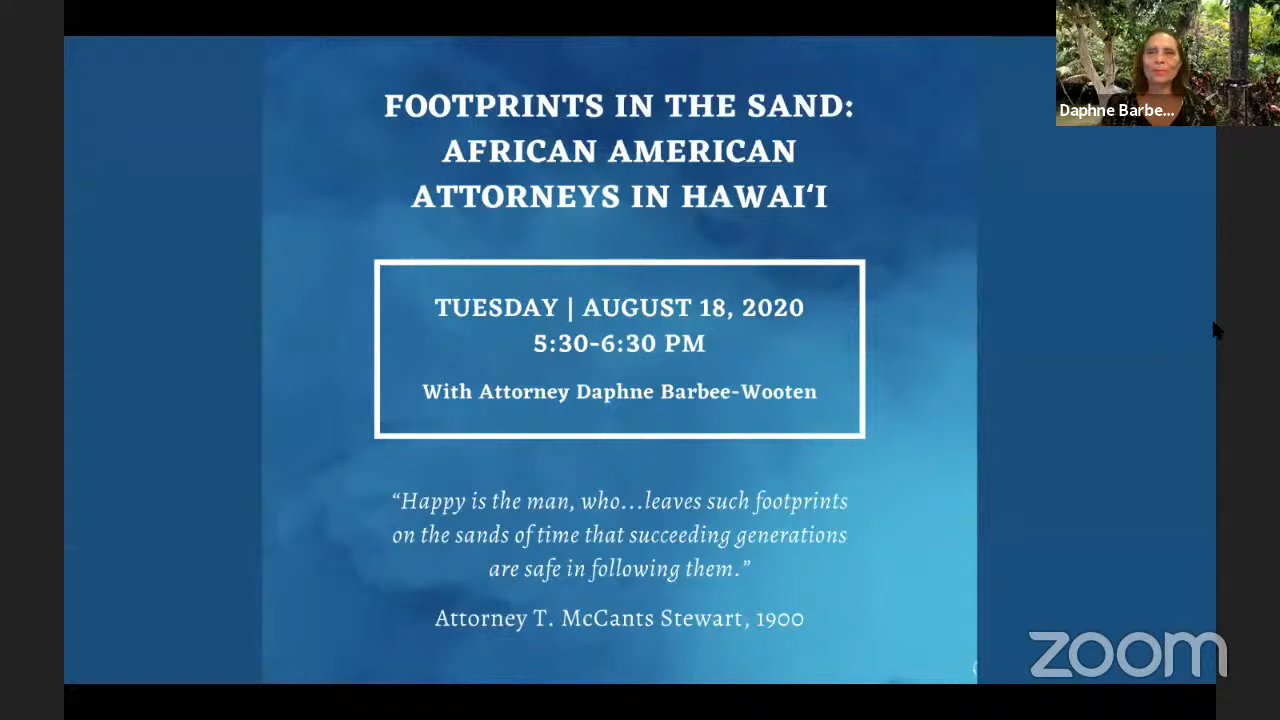 Daphne Barbe...
FOOTPRINTS IN THE SAND:
AFRICAN AMERICAN
ATTORNEYS IN HAWAIʻI
TUESDAY | AUGUST 18, 2020
5:30-6:30 PM
With Attorney Daphne Barbee-Wooten
“Happy is the man, who...leaves such footprints
on the sands of time that succeeding generations
are safe in following them.”
Attorney T. McCants Stewart, 1900
zoom